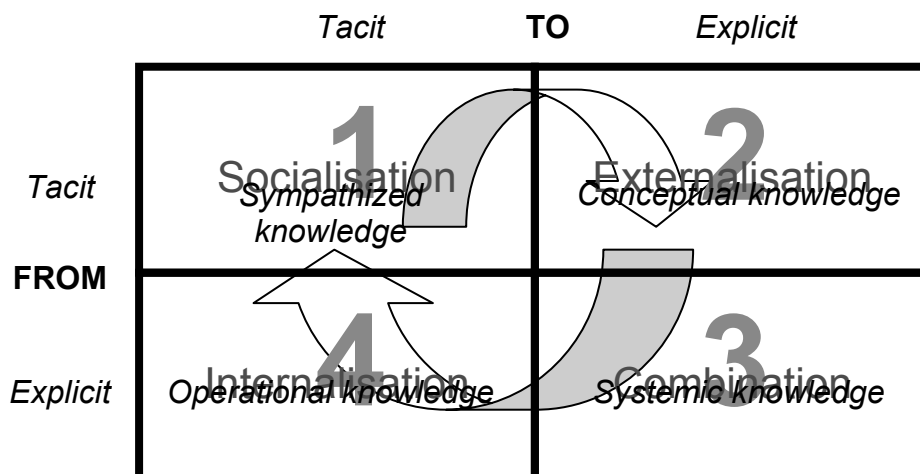 Tacit TO Explicit
1 2
Tacit Socialisation Externalisation
Sympathized Conceptual knowledge
knowledge
FROM
4 3
Internalisation Combination
Explicit Operational knowledge Systemic knowledge